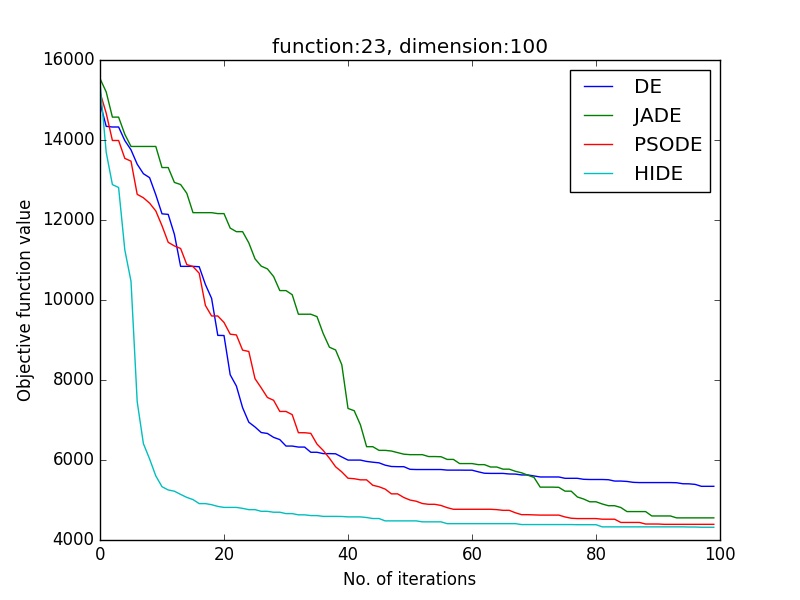 function:23, dimension:100
16000
14000
12000
10000
8000
6000
4000
Objective function value
DE
JADE
PSODE
HIDE
0 20 40 60 80 100
No. of iterations